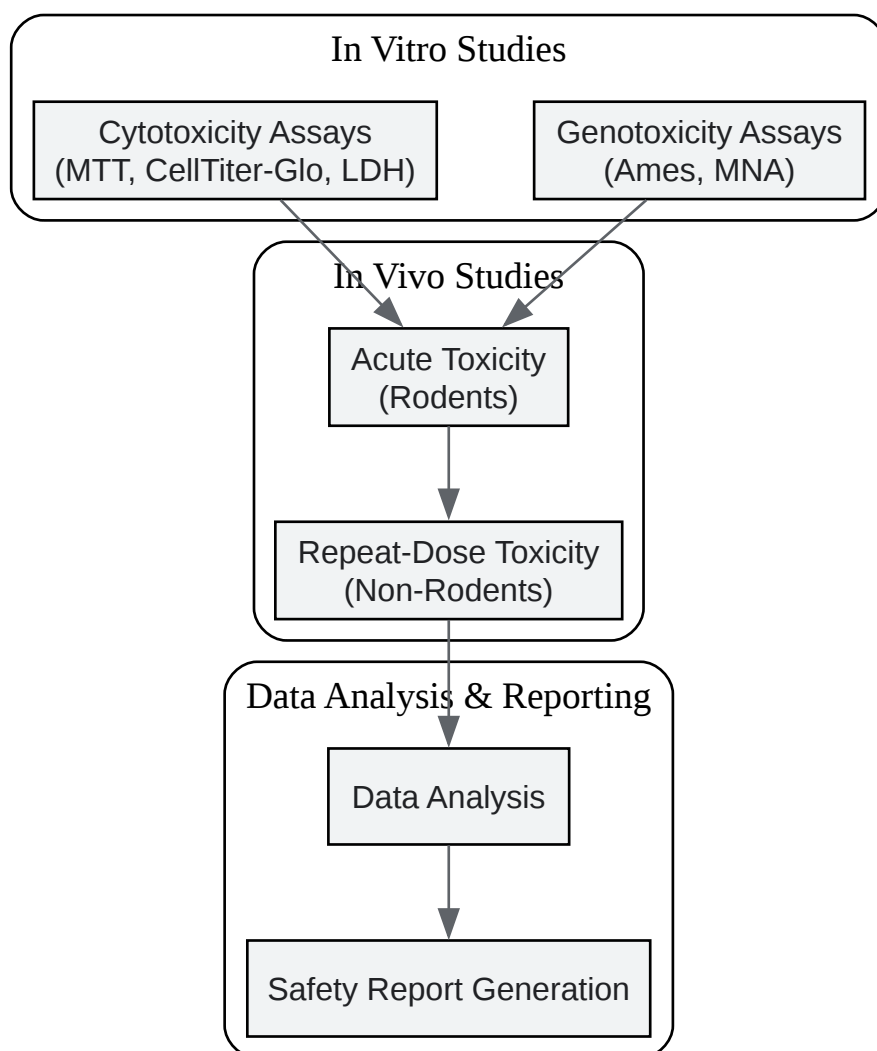 In Vitro Studies
Cytotoxicity Assays
(MTT, CellTiter-Glo, LDH)
Genotoxicity Assays
(Ames, MNA)
In Vivo Studies
Acute Toxicity
(Rodents)
Repeat-Dose Toxicity
(Non-Rodents)
Data Analysis & Reporting
Data Analysis
Safety Report Generation